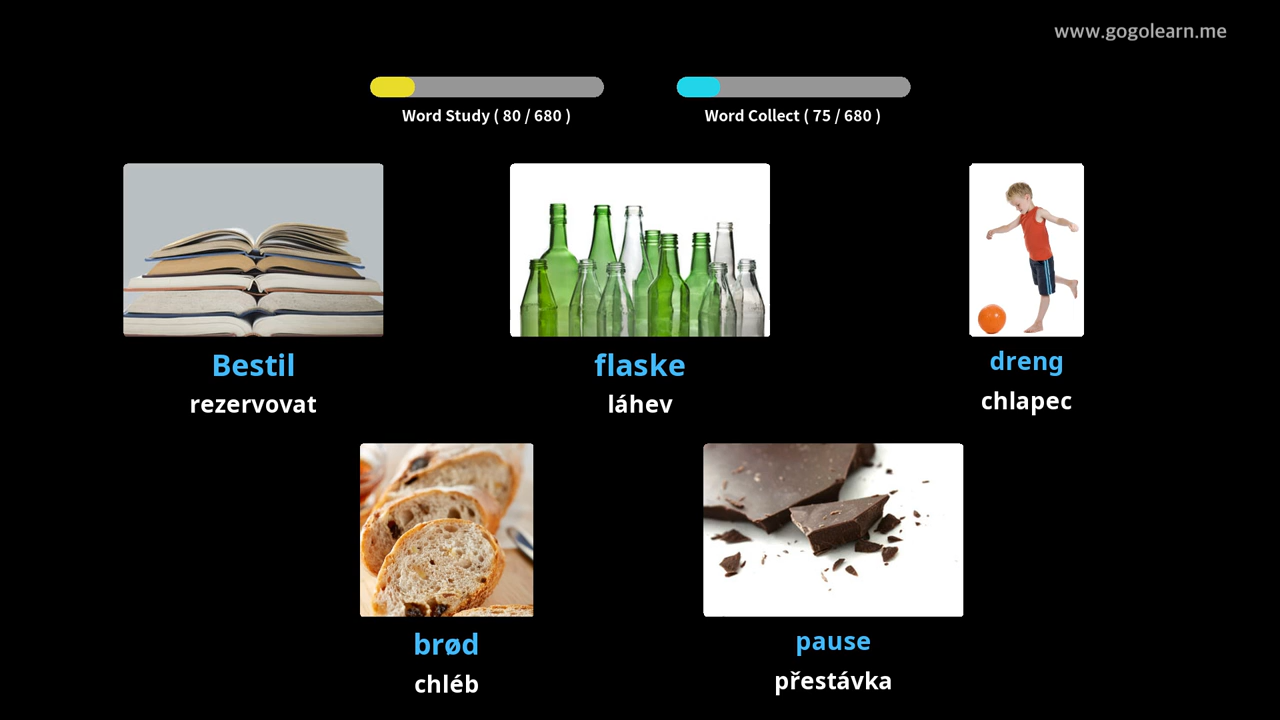 www.gogolearn.me
Word Study ( 80 / 680 )
Word Collect ( 75 / 680 )
Bestil
rezervovat
flaske
láhev
dreng
chlapec
brød
chléb
pause
přestávka